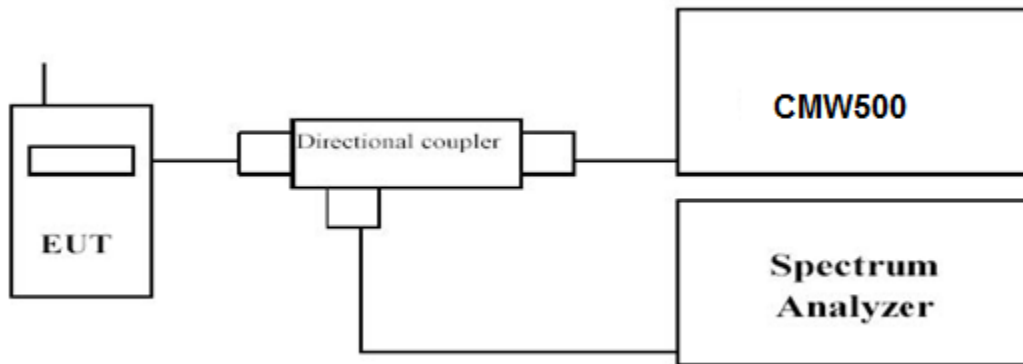 Directional coupler
CMW500
EUT
Spectrum
Analyzer